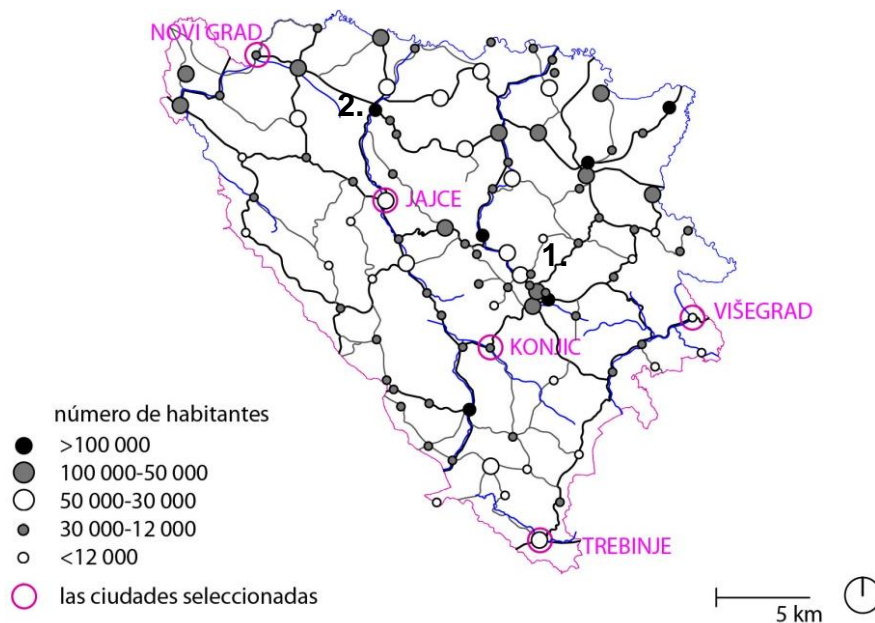 NOVI GRAD
2.
JAJCE
1.
VIŠEGRAD
KONJIC
TREBINJE
número de habitantes
>100 000
100 000-50 000
50 000-30 000
30 000-12 000
<12 000
las ciudades seleccionadas
5 km